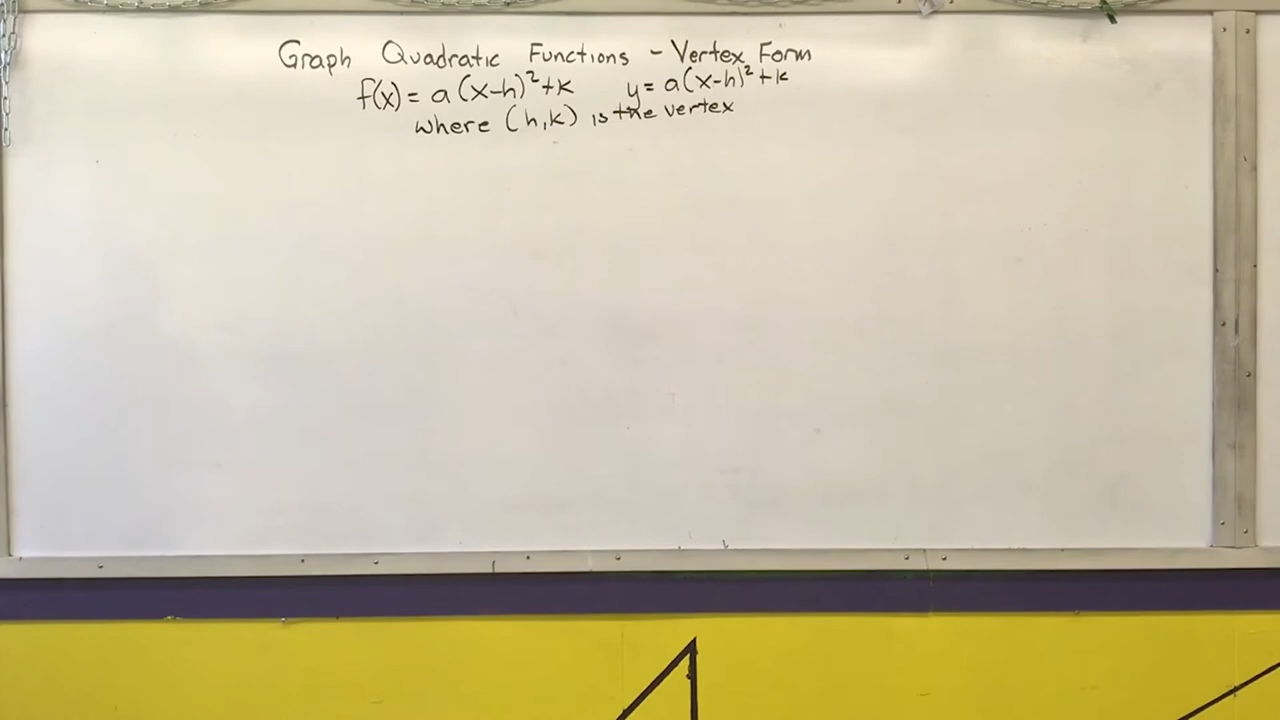 Graph Quadratic Functions - Vertex Form
f(x) = a(x-h)²+k y = a(x-h)²+k
where (h,k) is the vertex